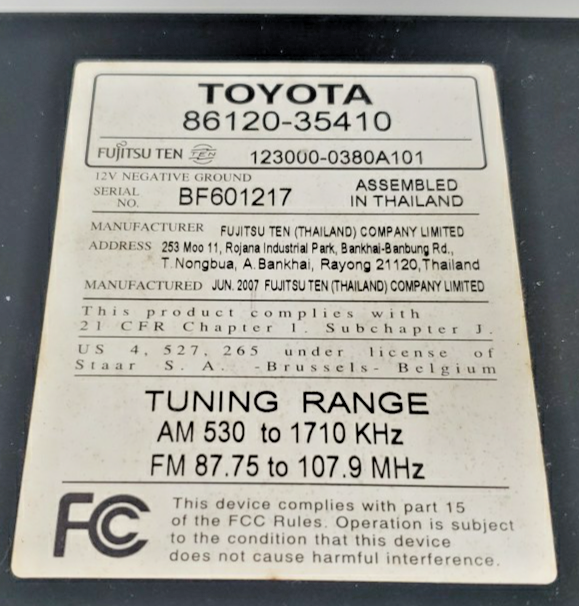 TOYOTA
86120-35410
FUJITSU TEN TEN 123000-0380A101
12V NEGATIVE GROUND
SERIAL NO. BF601217 ASSEMBLED IN THAILAND
MANUFACTURER FUJITSU TEN (THAILAND) COMPANY LIMITED
ADDRESS 253 Moo 11, Rojana Industrial Park, Bankhai-Banbung Rd.,
T.Nongbua, A.Bankhai, Rayong 21120,Thailand
MANUFACTURED JUN. 2007 FUJITSU TEN (THAILAND) COMPANY LIMITED
This product complies with
21 CFR Chapter 1. Subchapter J.
US 4, 527, 265 under license of
Staar S. A. -Brussels- Belgium
TUNING RANGE
AM 530 to 1710 KHz
FM 87.75 to 107.9 MHz
FCC This device complies with part 15
of the FCC Rules. Operation is subject
to the condition that this device
does not cause harmful interference.